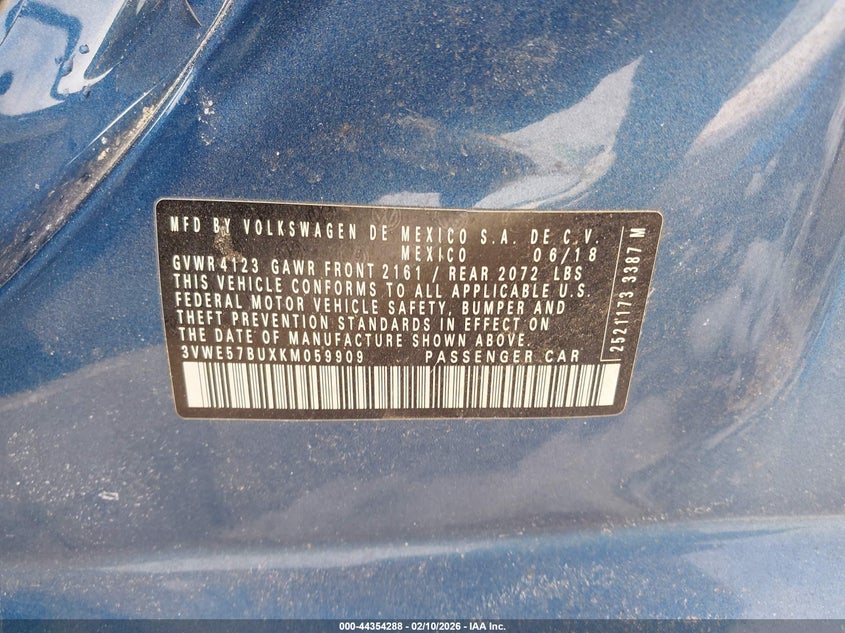 MFD BY VOLKSWAGEN DE MEXICO S.A. DE C.V.
MEXICO 06/18
GVWR 4123 GAWR FRONT 2161 / REAR 2072 LBS
THIS VEHICLE CONFORMS TO ALL APPLICABLE U.S.
FEDERAL MOTOR VEHICLE SAFETY, BUMPER AND
THEFT PREVENTION STANDARDS IN EFFECT ON
THE DATE OF MANUFACTURE SHOWN ABOVE.
3VWE57BUXKM059909 PASSENGER CAR
2521173 3387 M
000-44354288 - 02/10/2026 - IAA Inc.